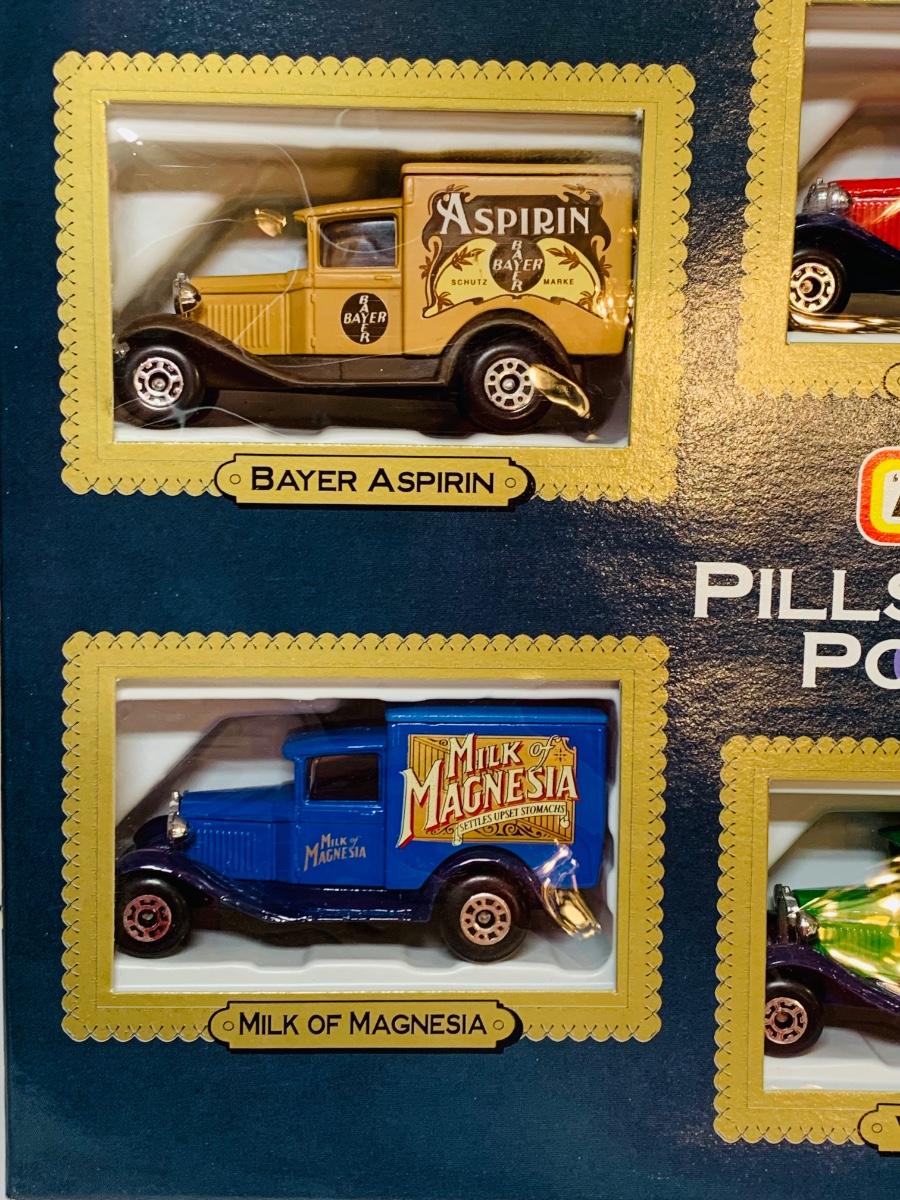 ASPIRIN
BAYER
BAYER
SCHUTZ MARKE
BAYER
BAYER
BAYER ASPIRIN
PILLS
PO
MILK of
MAGNESIA
SETTLES UPSET STOMACHS
MILK of
MAGNESIA
MILK OF MAGNESIA